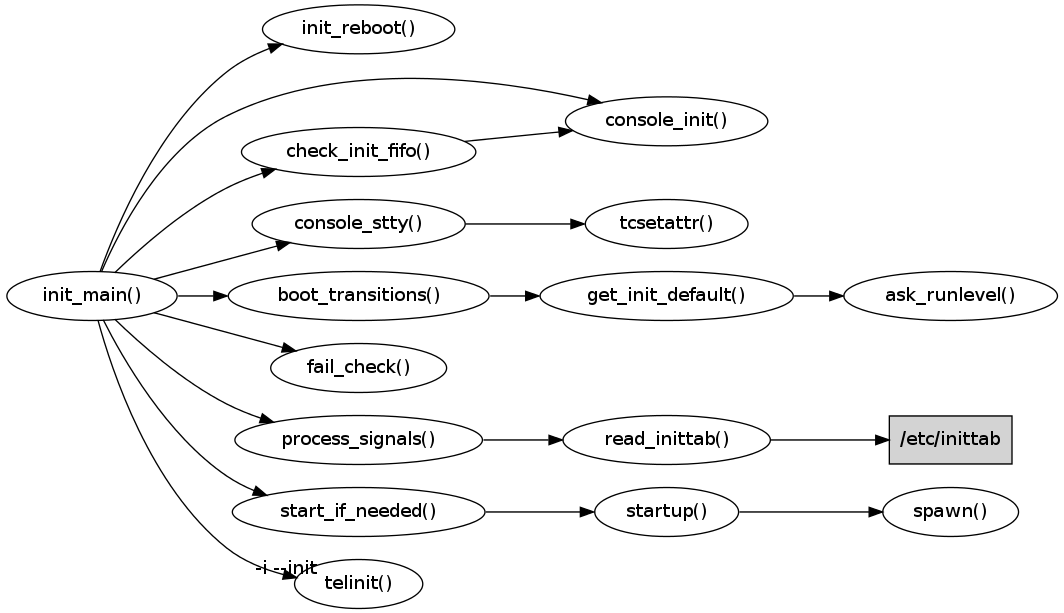 init_reboot()
console_init()
check_init_fifo()
console_stty()
tcsetattr()
init_main()
boot_transitions()
get_init_default()
ask_runlevel()
fail_check()
process_signals()
read_inittab()
/etc/inittab
start_if_needed()
startup()
spawn()
-i --init
telinit()